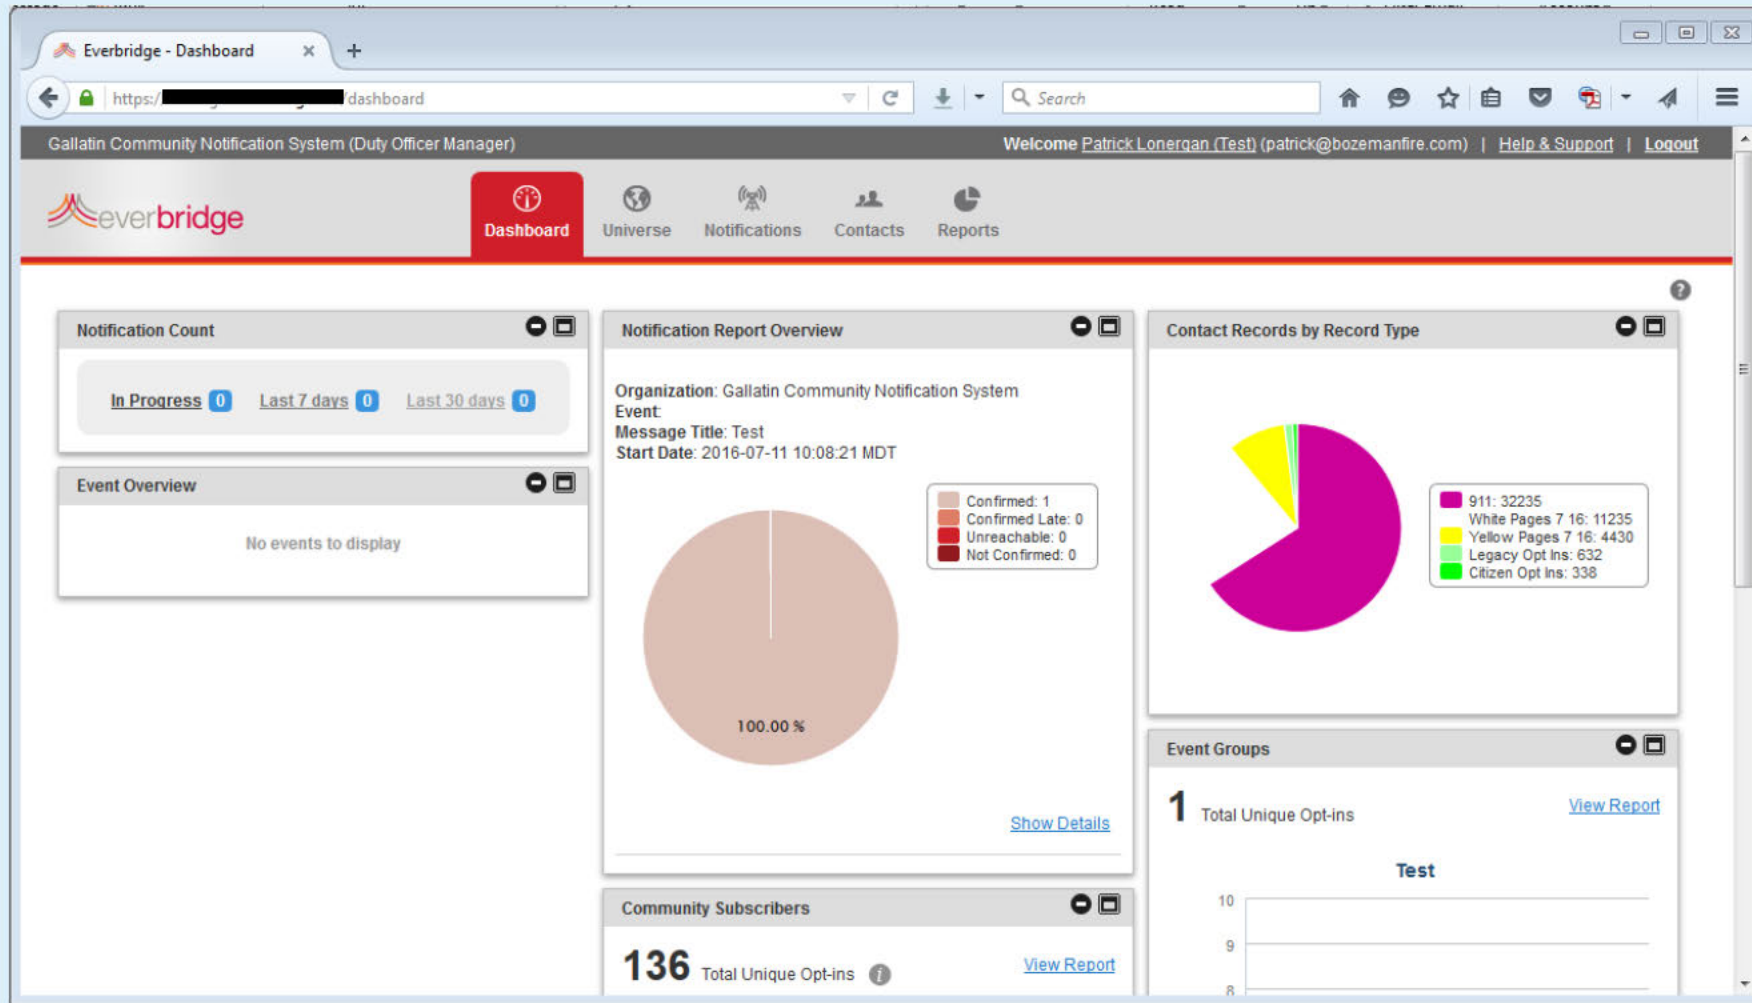 Everbridge - Dashboard
https:/
/dashboard
Search
Gallatin Community Notification System (Duty Officer Manager)
Welcome Patrick Lonergan (Test) (patrick@bozemanfire.com) | Help & Support | Logout
everbridge
Dashboard
Universe
Notifications
Contacts
Reports
Notification Count
In Progress 0 Last 7 days 0 Last 30 days 0
Event Overview
No events to display
Notification Report Overview
Organization: Gallatin Community Notification System
Event:
Message Title: Test
Start Date: 2016-07-11 10:08:21 MDT
Confirmed: 1
Confirmed Late: 0
Unreachable: 0
Not Confirmed: 0
100.00 %
Show Details
Community Subscribers
136 Total Unique Opt-ins
View Report
Contact Records by Record Type
911: 32235
White Pages 7 16: 11235
Yellow Pages 7 16: 4430
Legacy Opt Ins: 632
Citizen Opt Ins: 338
Event Groups
1 Total Unique Opt-ins
View Report
Test
10
9
8